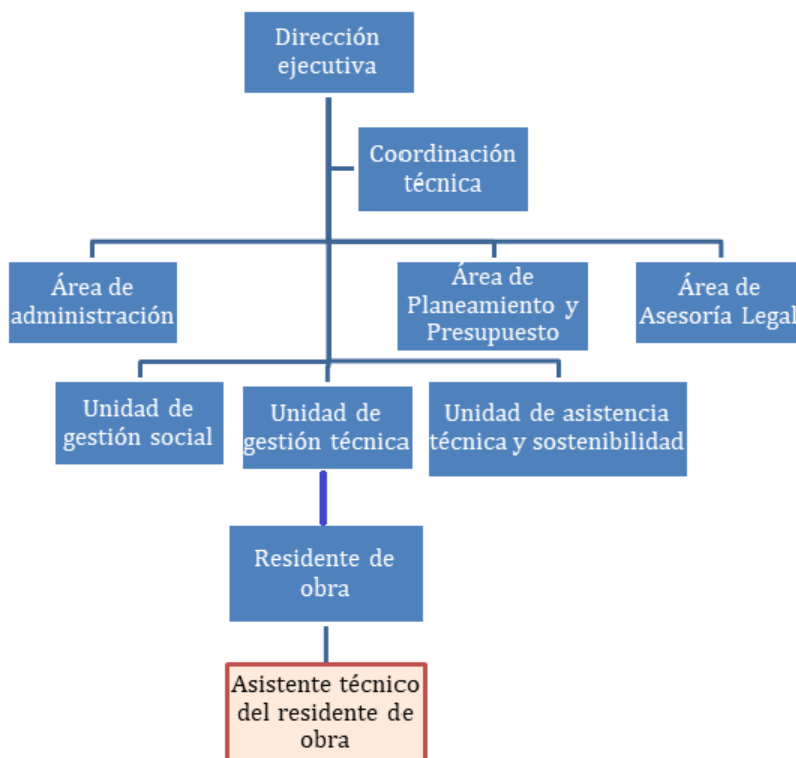 Dirección
ejecutiva
Coordinación
técnica
Área de
administración
Área de
Planeamiento y
Presupuesto
Área de
Asesoría Legal
Unidad de
gestión social
Unidad de
gestión técnica
Unidad de asistencia
técnica y sostenibilidad
Residente de
obra
Asistente técnico
del residente de
obra